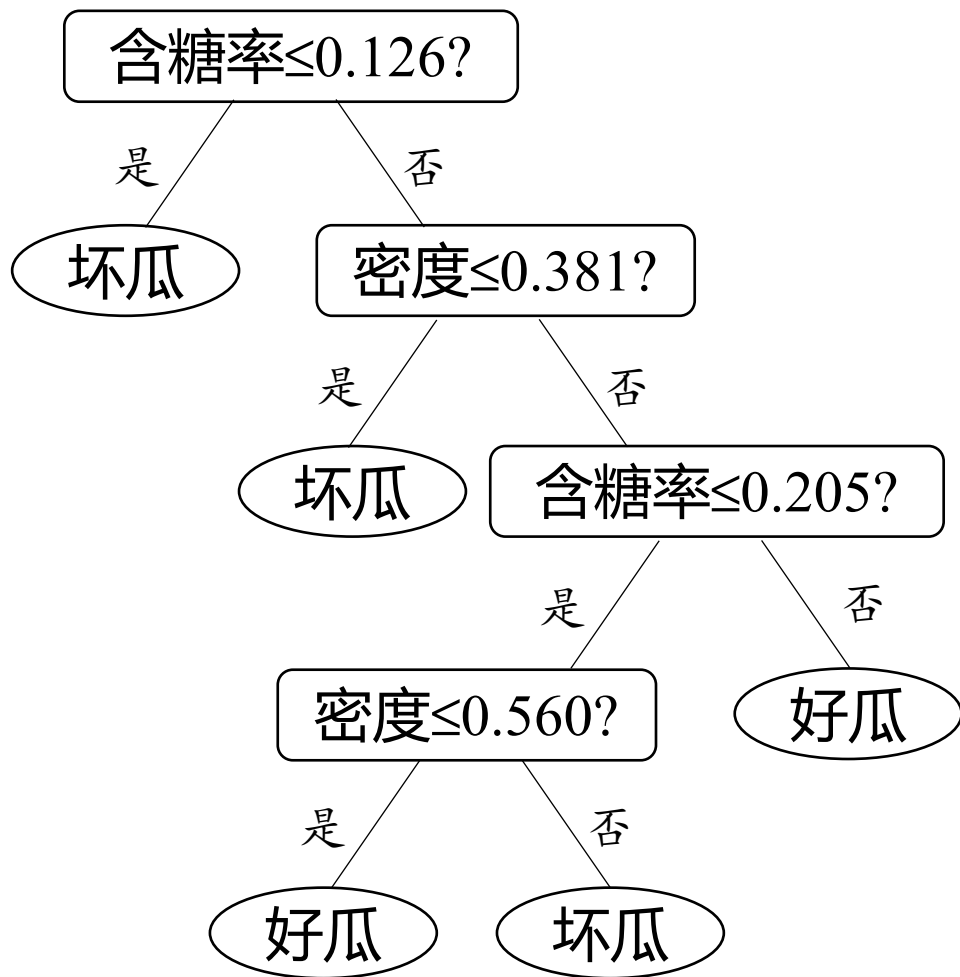 含糖率≤0.126?
是
否
坏瓜
密度≤0.381?
是
否
坏瓜
含糖率≤0.205?
是
否
密度≤0.560?
好瓜
是
否
好瓜
坏瓜